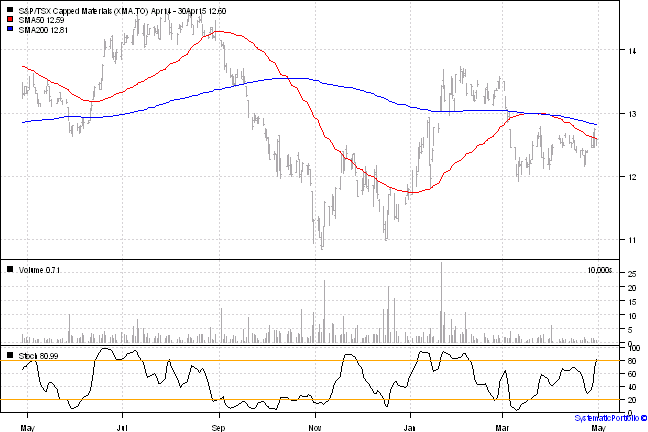 S&P/TSX Capped Materials (XMA.TO) Apr14 - 30Apr15 12.60
SMA50 12.59
SMA200 12.81
14
13
12
11
Volume 0.71
10,000s
25
20
15
10
5
0
Stoch 80.99
100
80
60
40
20
0
May
Jul
Sep
Nov
Jan
Mar
May
SystematicPortfolio ©